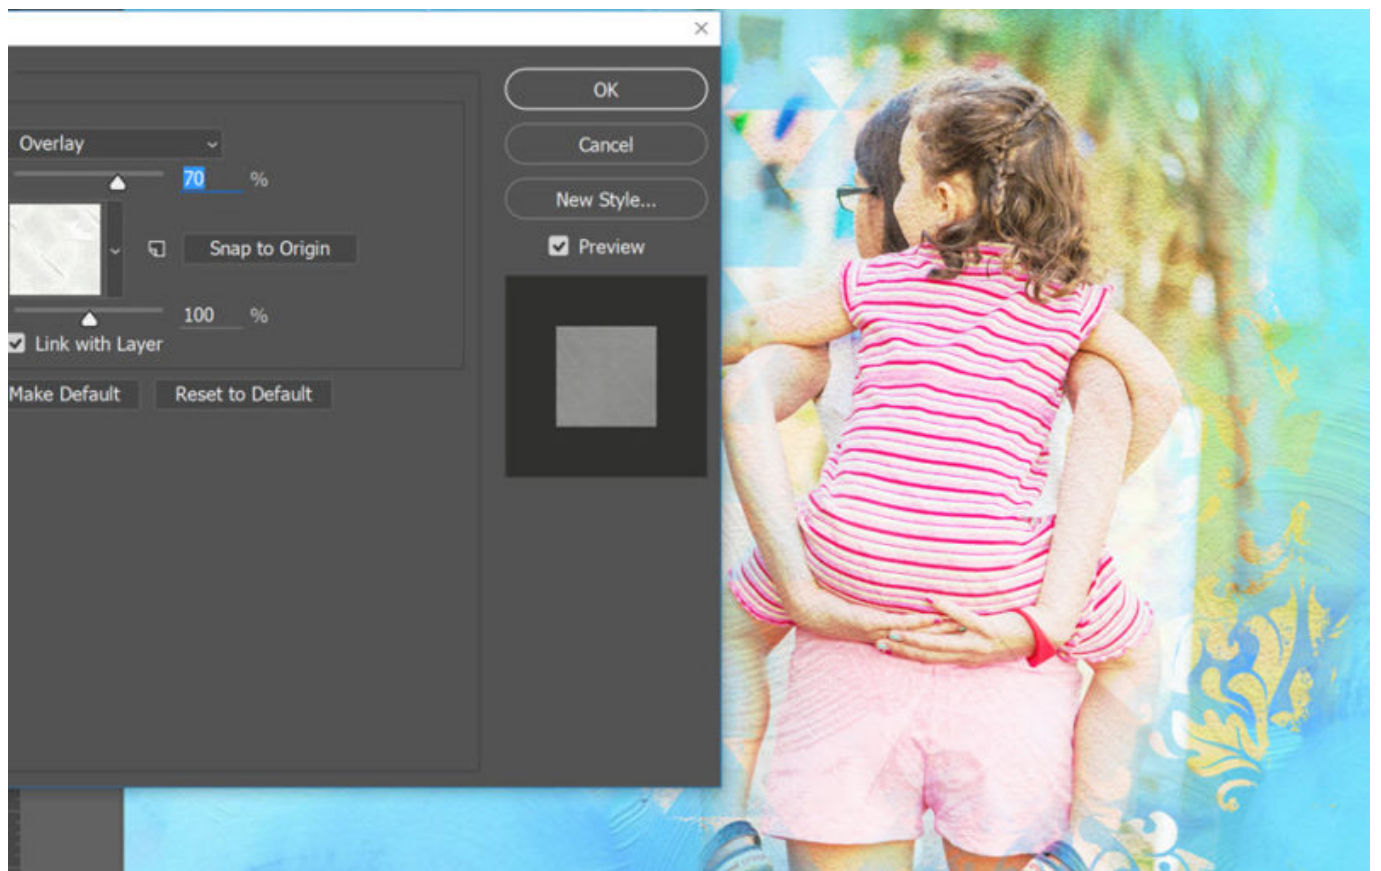 Overlay
70 %
Snap to Origin
100 %
Link with Layer
Make Default Reset to Default
OK
Cancel
New Style...
Preview